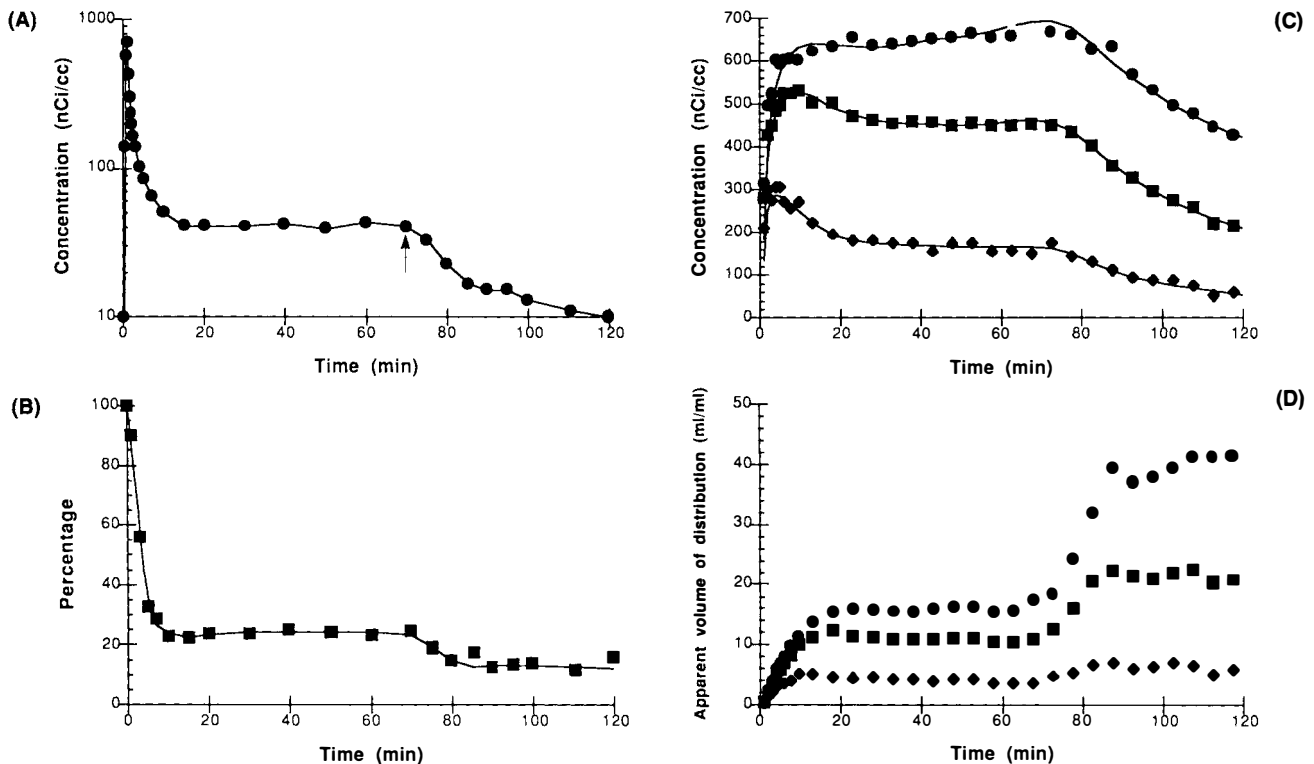 (A)
Concentration (nCi/cc)
1000
100
10
0 20 40 60 80 100 120
Time (min)
(C)
Concentration (nCi/cc)
700
600
500
400
300
200
100
0
0 20 40 60 80 100 120
Time (min)
(B)
Percentage
100
80
60
40
20
0
0 20 40 60 80 100 120
Time (min)
(D)
Apparent volume of distribution (ml/ml)
50
40
30
20
10
0
0 20 40 60 80 100 120
Time (min)